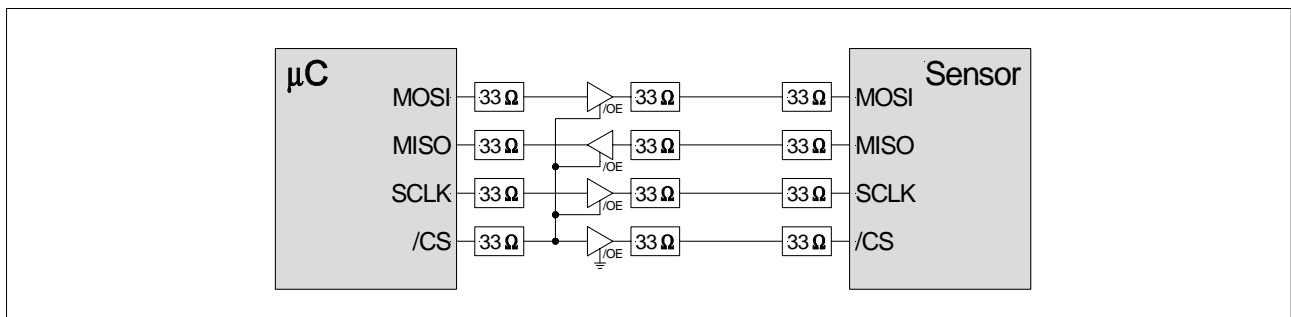 µC
Sensor
MOSI 33 Ω /OE 33 Ω 33 Ω MOSI
MISO 33 Ω /OE 33 Ω 33 Ω MISO
SCLK 33 Ω /OE 33 Ω 33 Ω SCLK
/CS 33 Ω /OE 33 Ω 33 Ω /CS